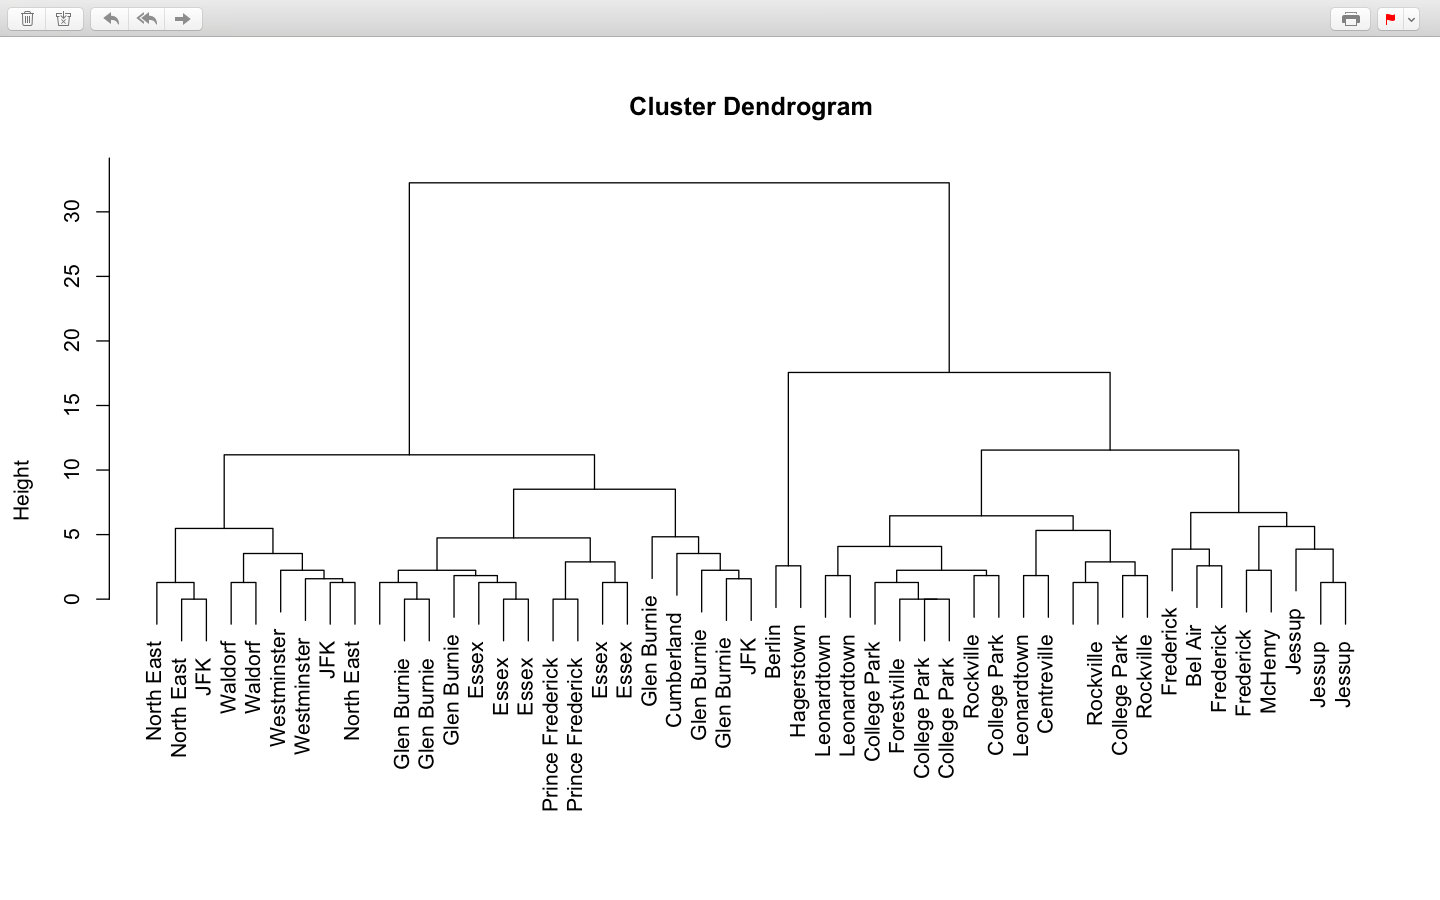 Cluster Dendrogram
Height
30
25
20
15
10
5
0
North East
North East
JFK
Waldorf
Waldorf
Westminster
Westminster
JFK
North East
Glen Burnie
Glen Burnie
Glen Burnie
Essex
Essex
Essex
Prince Frederick
Prince Frederick
Essex
Essex
Glen Burnie
Cumberland
Glen Burnie
Glen Burnie
JFK
Berlin
Hagerstown
Leonardtown
Leonardtown
College Park
Forestville
College Park
College Park
Rockville
College Park
Leonardtown
Centreville
Rockville
College Park
Rockville
Frederick
Bel Air
Frederick
Frederick
McHenry
Jessup
Jessup
Jessup